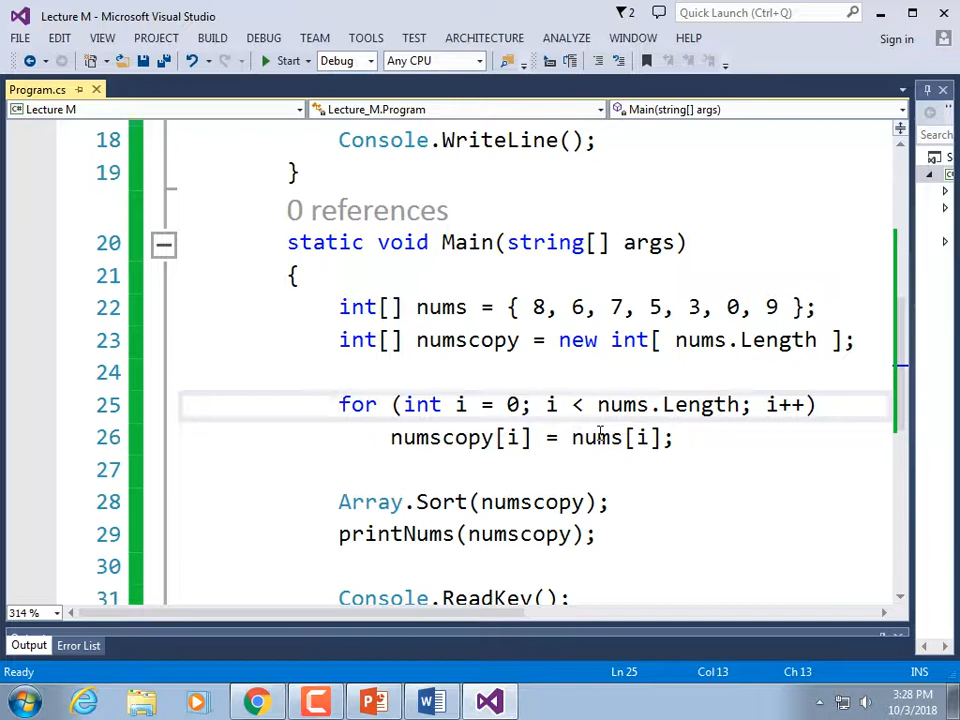 Lecture M - Microsoft Visual Studio
2
Quick Launch (Ctrl+Q)
FILE EDIT VIEW PROJECT BUILD DEBUG TEAM TOOLS TEST ARCHITECTURE ANALYZE WINDOW HELP
Sign in
Start Debug Any CPU
Program.cs
Lecture M Lecture_M.Program Main(string[] args)
Search
18 Console.WriteLine();
19 }
0 references
20 static void Main(string[] args)
21 {
22 int[] nums = { 8, 6, 7, 5, 3, 0, 9 };
23 int[] numscopy = new int[ nums.Length ];
24
25 for (int i = 0; i < nums.Length; i++)
26 numscopy[i] = nums[i];
27
28 Array.Sort(numscopy);
29 printNums(numscopy);
30
31 Console.ReadKey();
314 %
Output Error List
Ready Ln 25 Col 13 Ch 13 INS
3:28 PM
10/3/2018